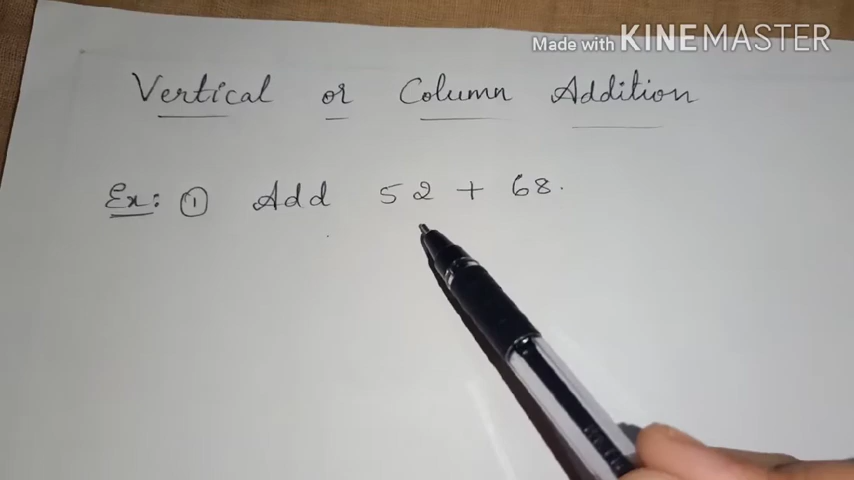 Made with KINEMASTER
Vertical or Column Addition
Ex: ① Add 52 + 68.